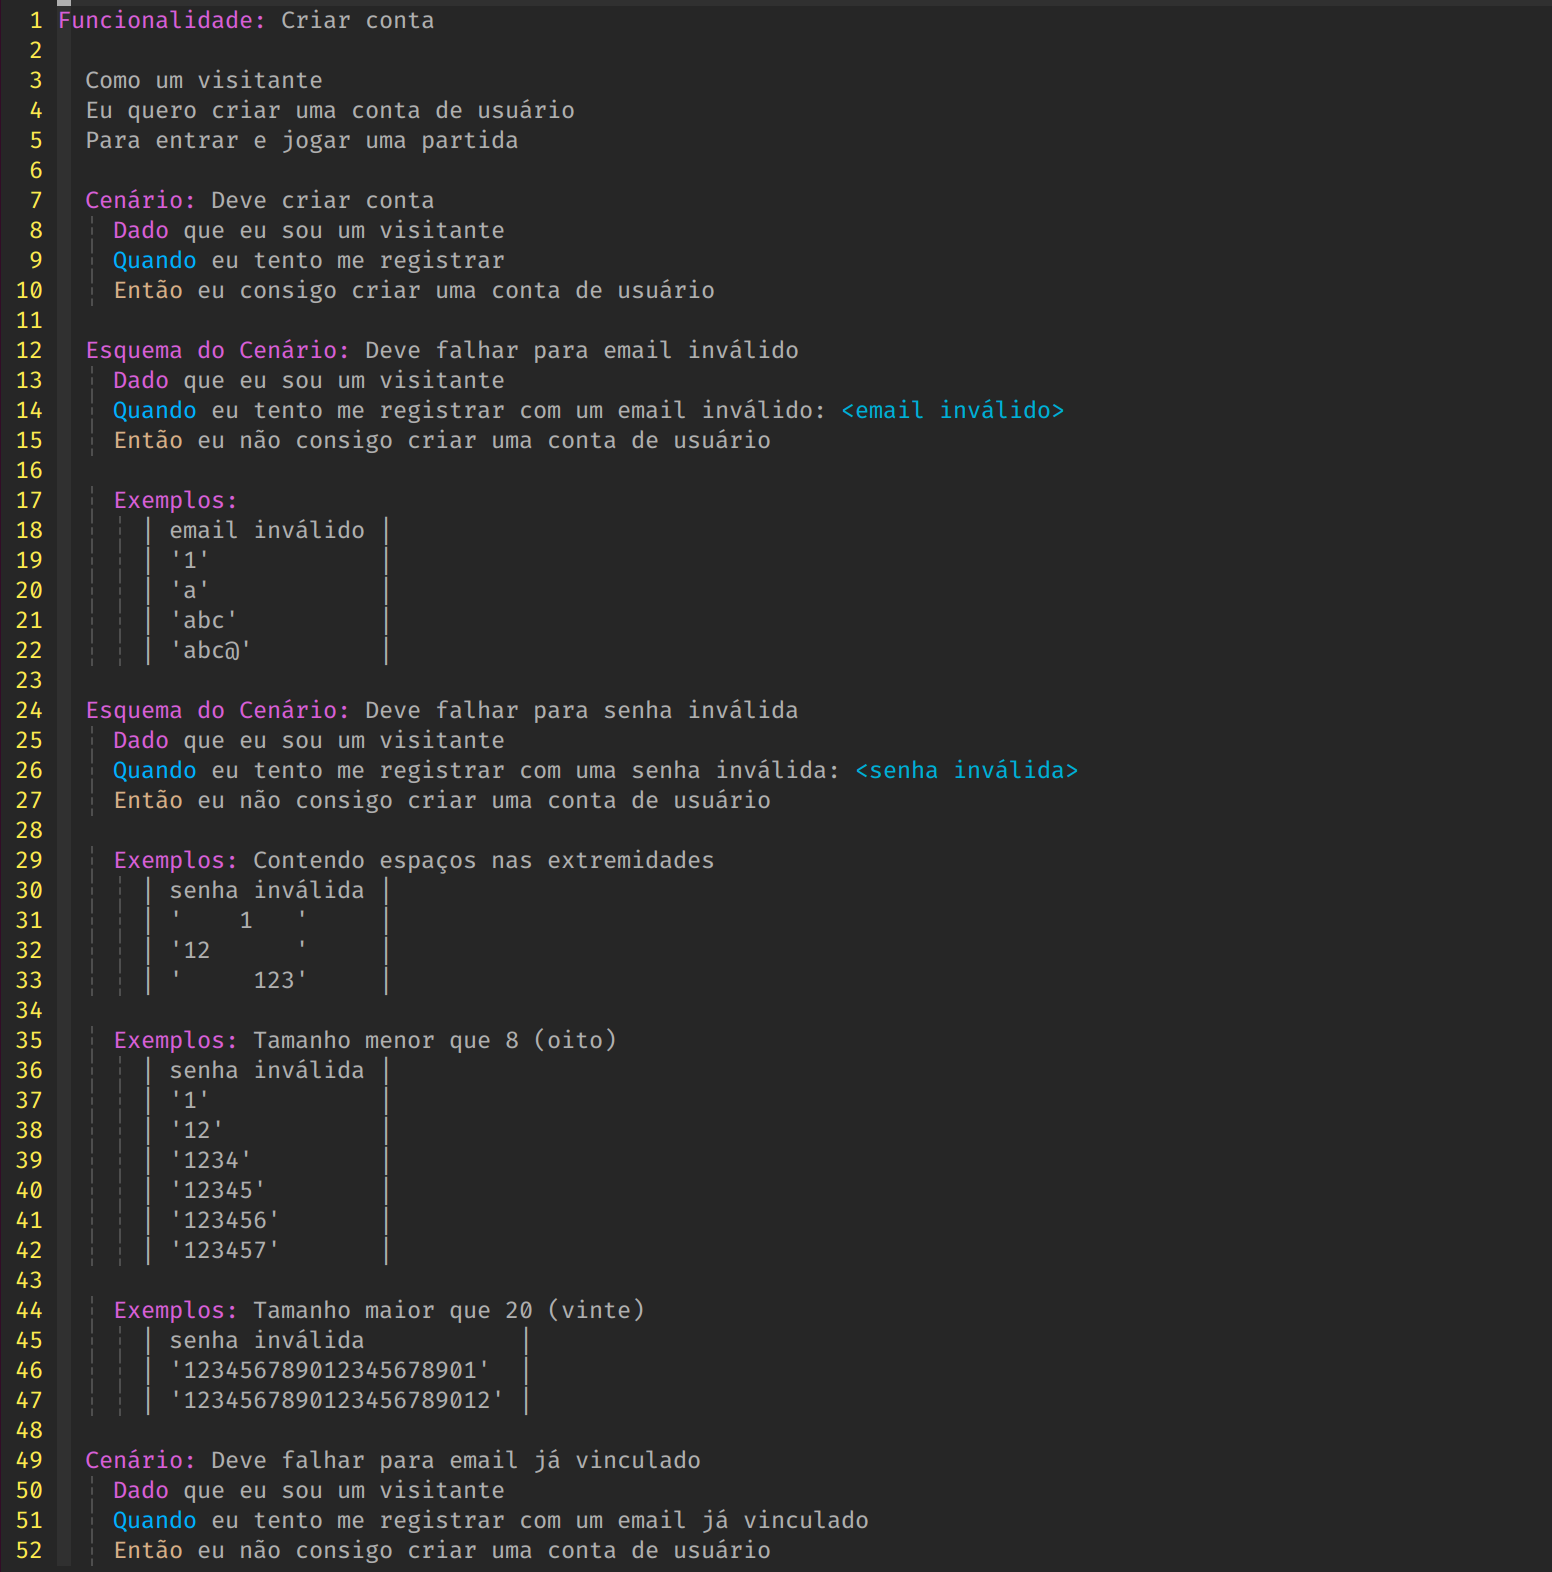 1 Funcionalidade: Criar conta
2
3 Como um visitante
4 Eu quero criar uma conta de usuário
5 Para entrar e jogar uma partida
6
7 Cenário: Deve criar conta
8 Dado que eu sou um visitante
9 Quando eu tento me registrar
10 Então eu consigo criar uma conta de usuário
11
12 Esquema do Cenário: Deve falhar para email inválido
13 Dado que eu sou um visitante
14 Quando eu tento me registrar com um email inválido: <email inválido>
15 Então eu não consigo criar uma conta de usuário
16
17 Exemplos:
18 | email inválido |
19 | '1' |
20 | 'a' |
21 | 'abc' |
22 | 'abc@' |
23
24 Esquema do Cenário: Deve falhar para senha inválida
25 Dado que eu sou um visitante
26 Quando eu tento me registrar com uma senha inválida: <senha inválida>
27 Então eu não consigo criar uma conta de usuário
28
29 Exemplos: Contendo espaços nas extremidades
30 | senha inválida |
31 | '    1   ' |
32 | '12      ' |
33 | '     123' |
34
35 Exemplos: Tamanho menor que 8 (oito)
36 | senha inválida |
37 | '1' |
38 | '12' |
39 | '1234' |
40 | '12345' |
41 | '123456' |
42 | '123457' |
43
44 Exemplos: Tamanho maior que 20 (vinte)
45 | senha inválida |
46 | '123456789012345678901' |
47 | '1234567890123456789012' |
48
49 Cenário: Deve falhar para email já vinculado
50 Dado que eu sou um visitante
51 Quando eu tento me registrar com um email já vinculado
52 Então eu não consigo criar uma conta de usuário